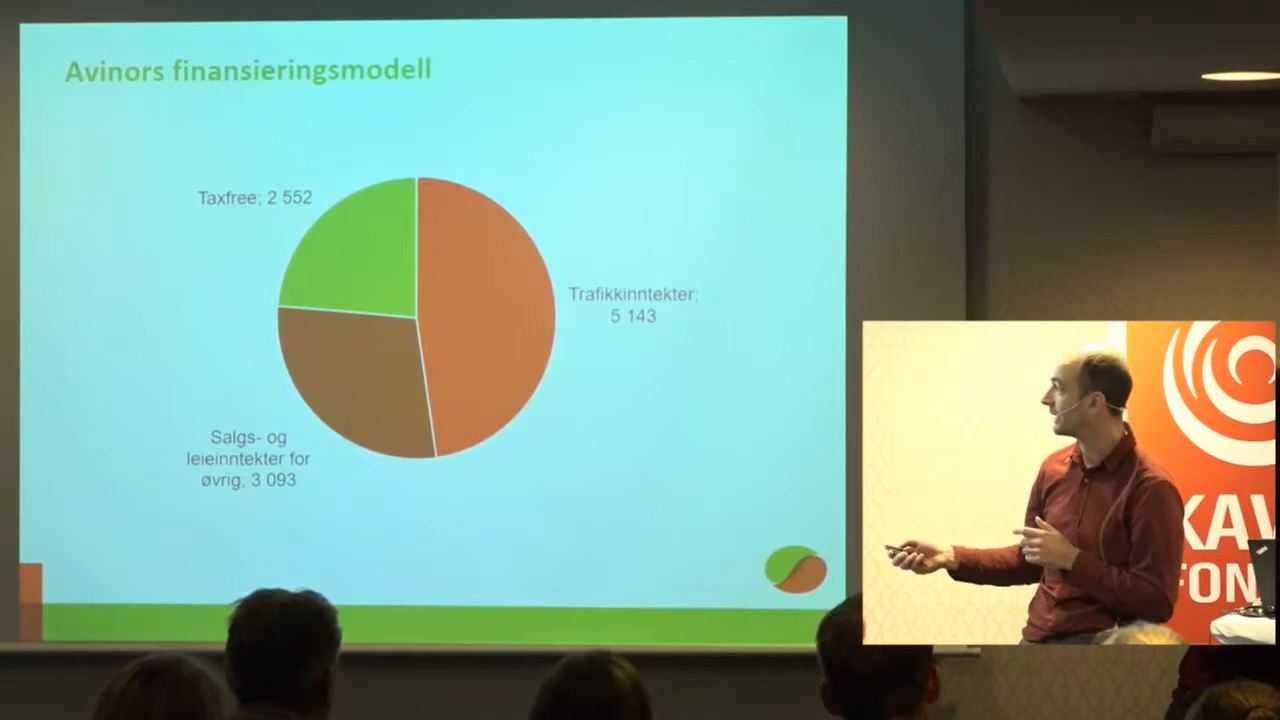 Avinors finansieringsmodell
Taxfree; 2 552
Trafikkinntekter;
5 143
Salgs- og
leieinntekter for
øvrig; 3 093
KAV
FON